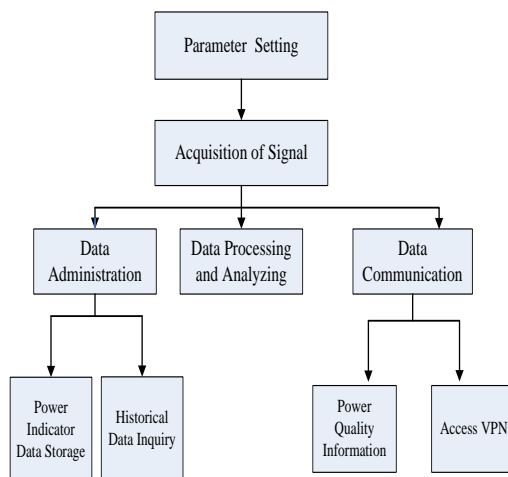 Parameter Setting
Acquisition of Signal
Data
Administration
Data Processing
and Analyzing
Data
Communication
Power
Indicator
Data Storage
Historical
Data Inquiry
Power
Quality
Information
Access VPN